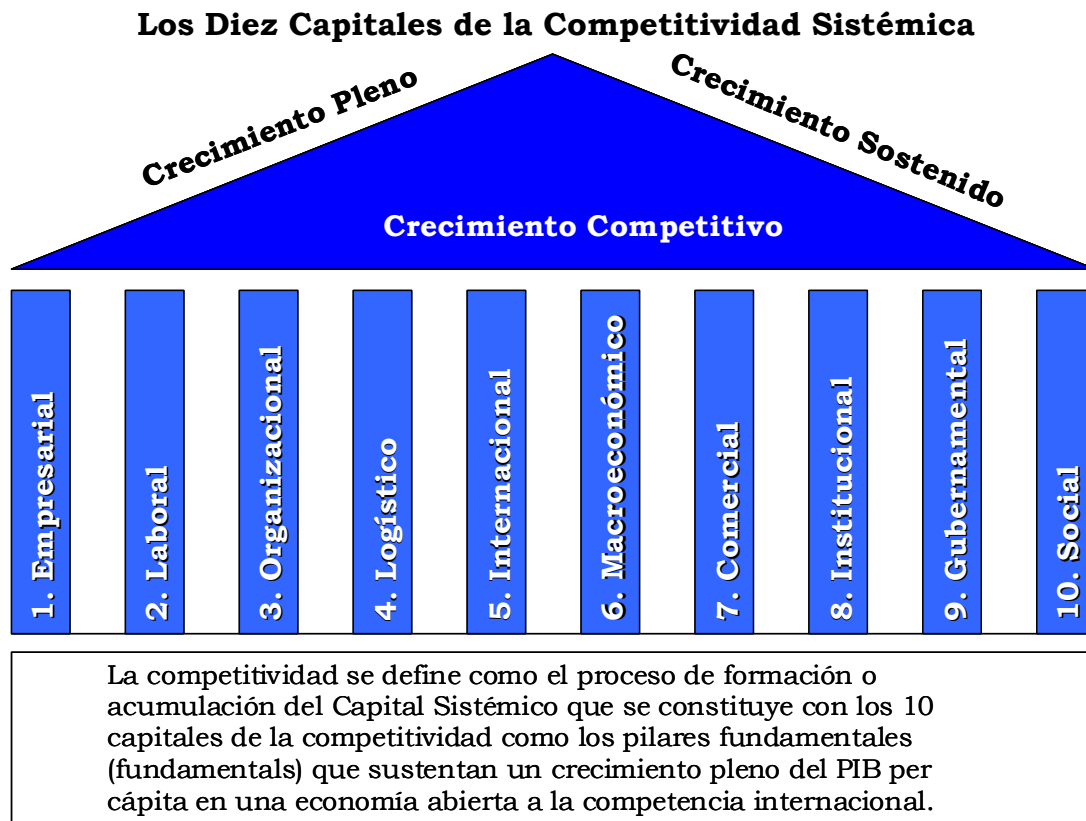 Los Diez Capitales de la Competitividad Sistémica
Crecimiento Pleno
Crecimiento Sostenido
Crecimiento Competitivo
1. Empresarial
2. Laboral
3. Organizacional
4. Logístico
5. Internacional
6. Macroeconómico
7. Comercial
8. Institucional
9. Gubernamental
10. Social
La competitividad se define como el proceso de formación o
acumulación del Capital Sistémico que se constituye con los 10
capitales de la competitividad como los pilares fundamentales
(fundamentals) que sustentan un crecimiento pleno del PIB per
cápita en una economía abierta a la competencia internacional.